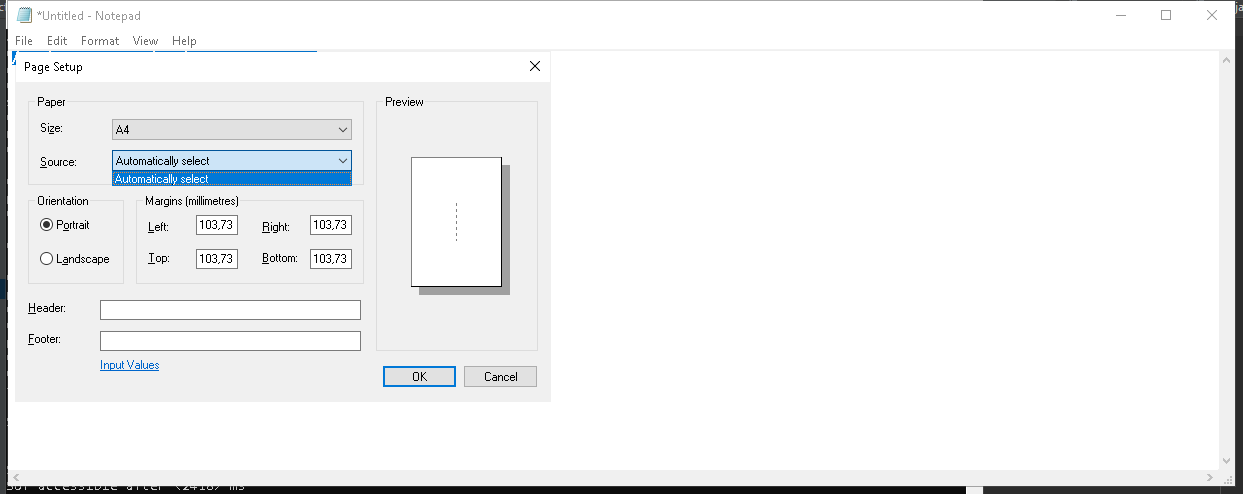 *Untitled - Notepad
File Edit Format View Help
Page Setup
Paper
Size: A4
Source: Automatically select
Automatically select
Orientation
Portrait
Landscape
Margins (millimetres)
Left: 103,73 Right: 103,73
Top: 103,73 Bottom: 103,73
Header:
Footer:
Input Values
Preview
OK Cancel